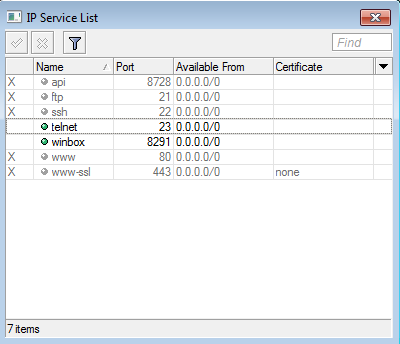 IP Service List
Find
Name Port Available From Certificate
X api 8728 0.0.0.0/0
X ftp 21 0.0.0.0/0
X ssh 22 0.0.0.0/0
telnet 23 0.0.0.0/0
winbox 8291 0.0.0.0/0
X www 80 0.0.0.0/0
X www-ssl 443 0.0.0.0/0 none
7 items